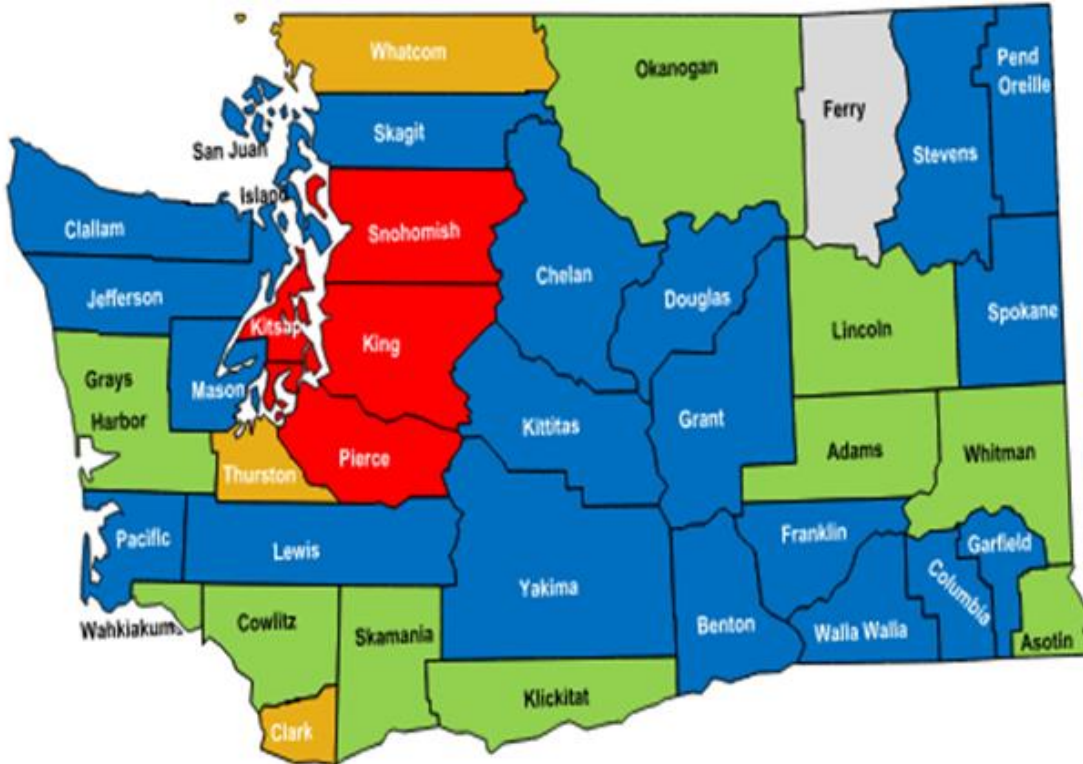 Whatcom
Okanogan
Pend
Oreille
Ferry
Skagit
San Juan
Stevens
Island
Clallam
Snohomish
Chelan
Douglas
Jefferson
Spokane
Kitsap
King
Lincoln
Grays
Harbor
Mason
Kittitas
Grant
Adams
Whitman
Thurston
Pierce
Pacific
Lewis
Franklin
Garfield
Yakima
Columbia
Wahkiakum
Cowlitz
Skamania
Benton
Walla Walla
Asotin
Klickitat
Clark